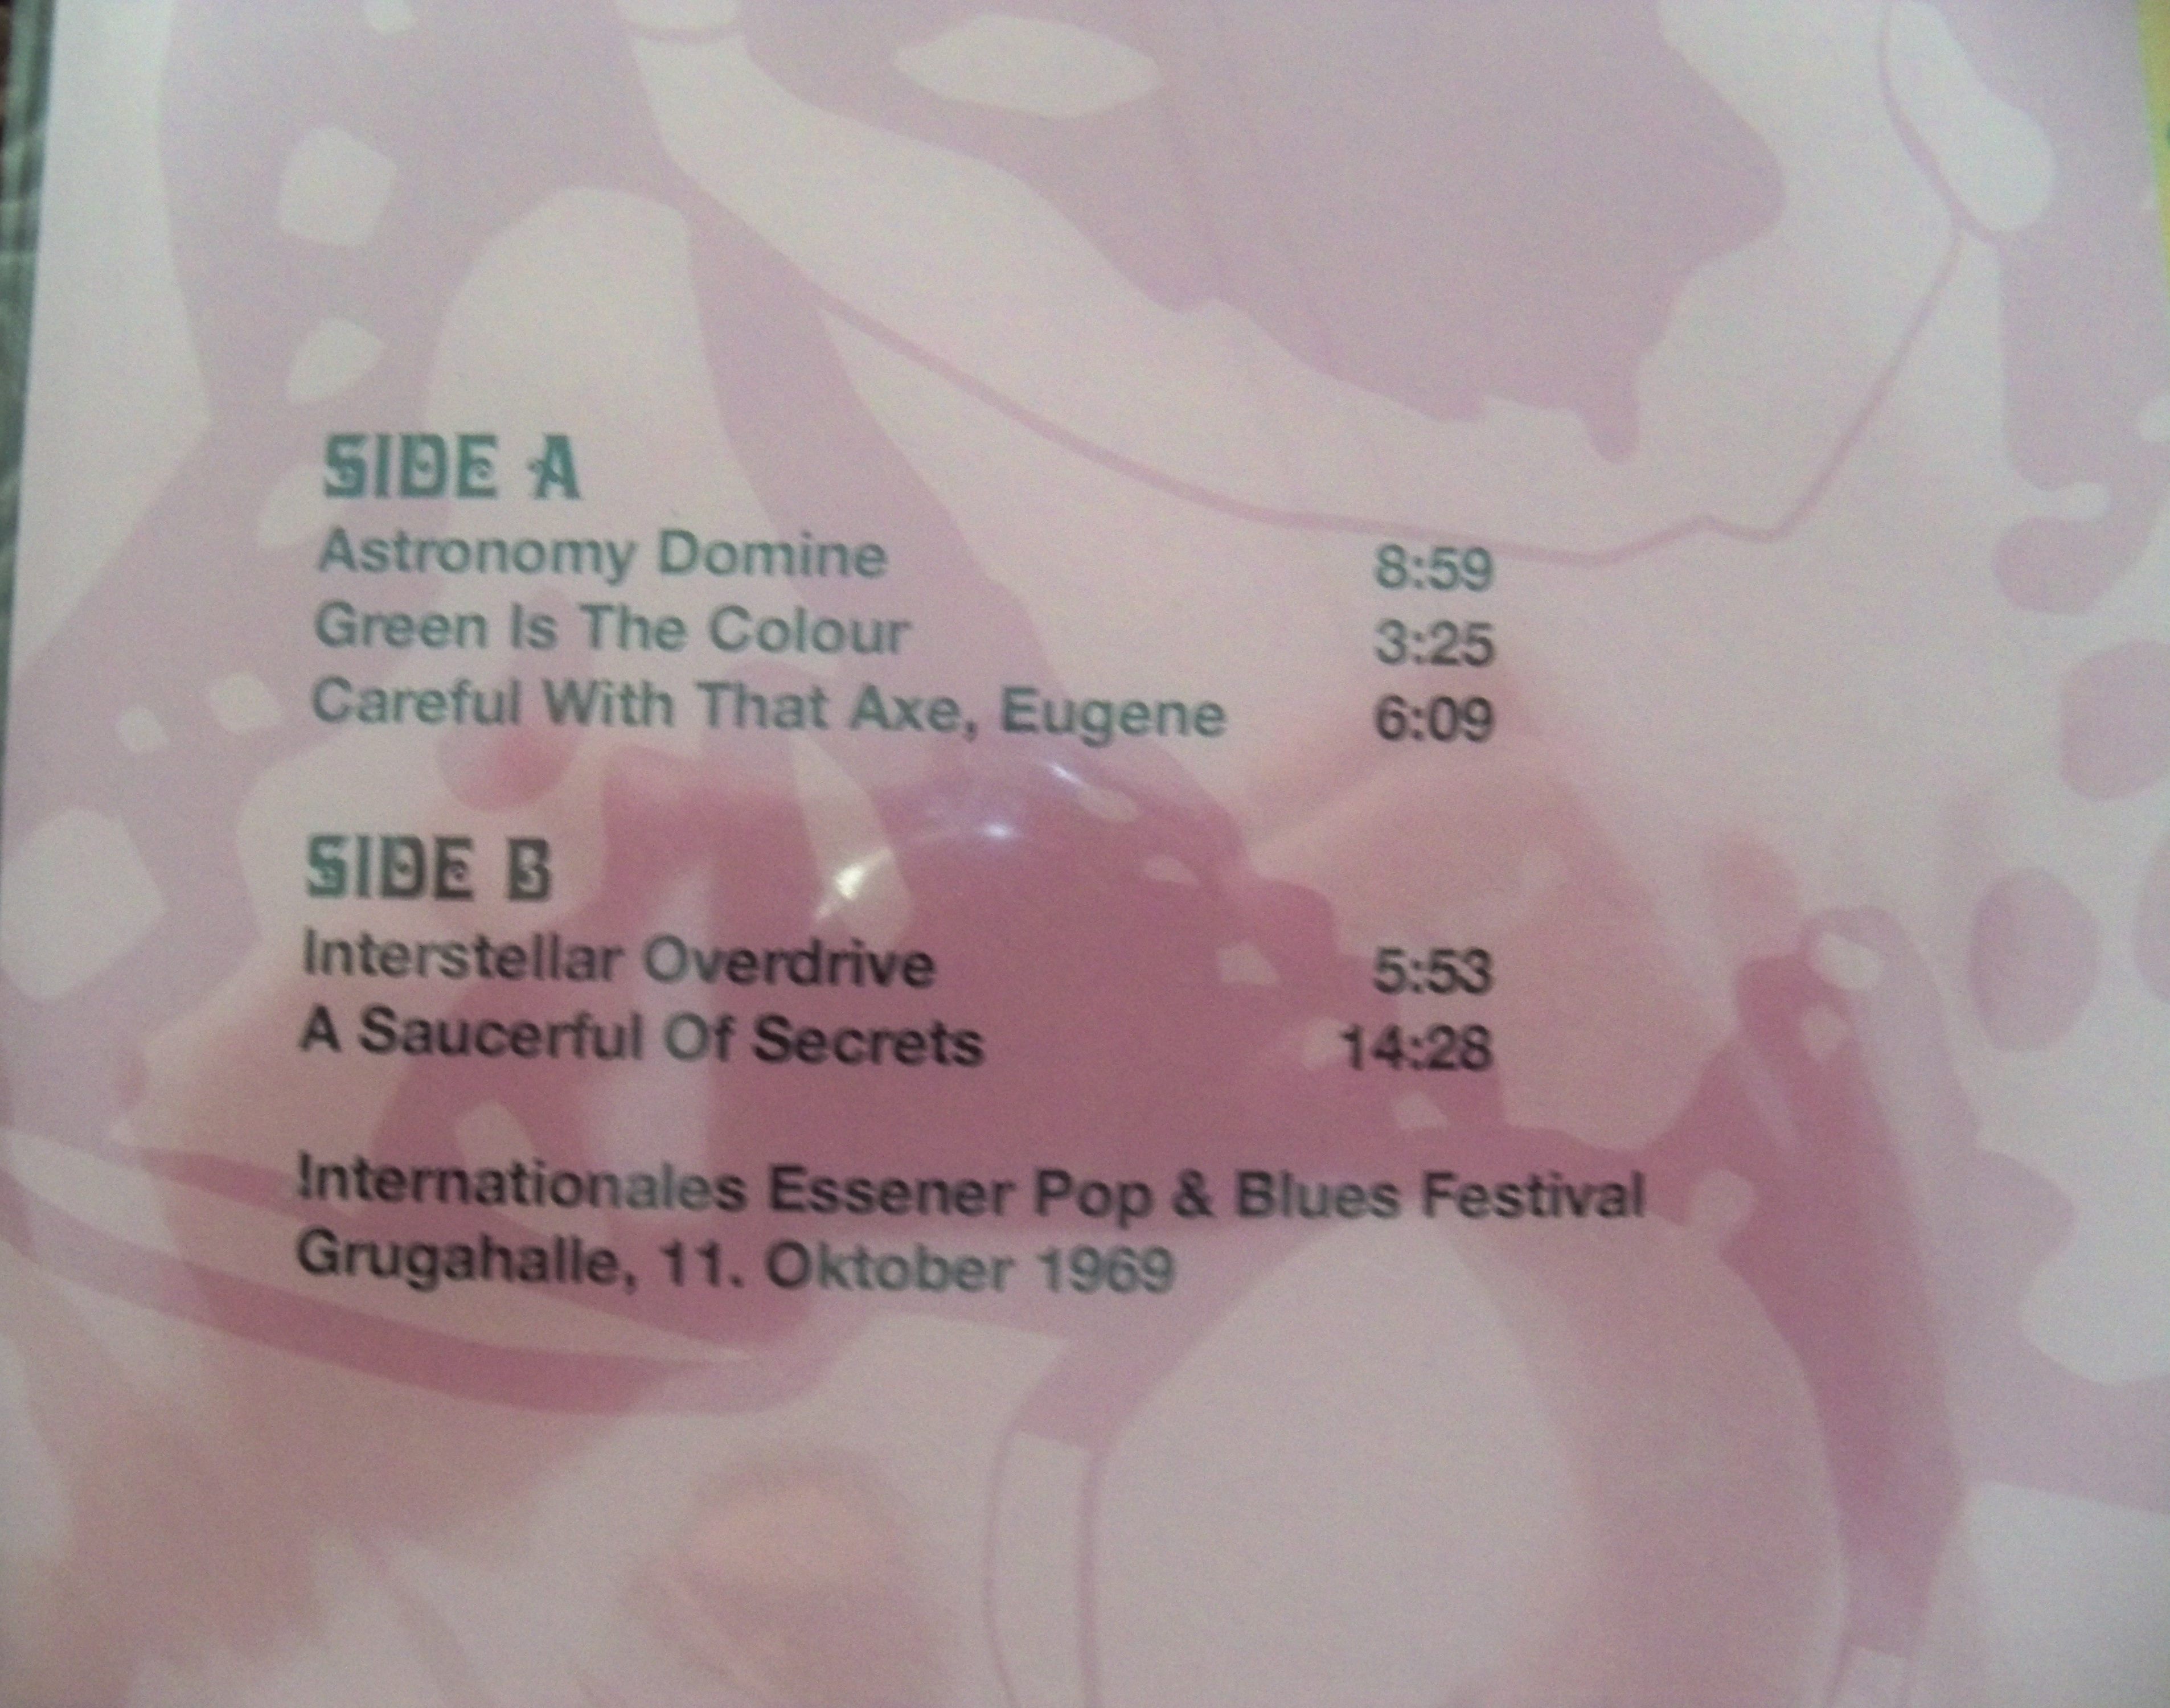 SIDE A
Astronomy Domine 8:59
Green Is The Colour 3:25
Careful With That Axe, Eugene 6:09
SIDE B
Interstellar Overdrive 5:53
A Saucerful Of Secrets 14:28
Internationales Essener Pop & Blues Festival
Grugahalle, 11. Oktober 1969